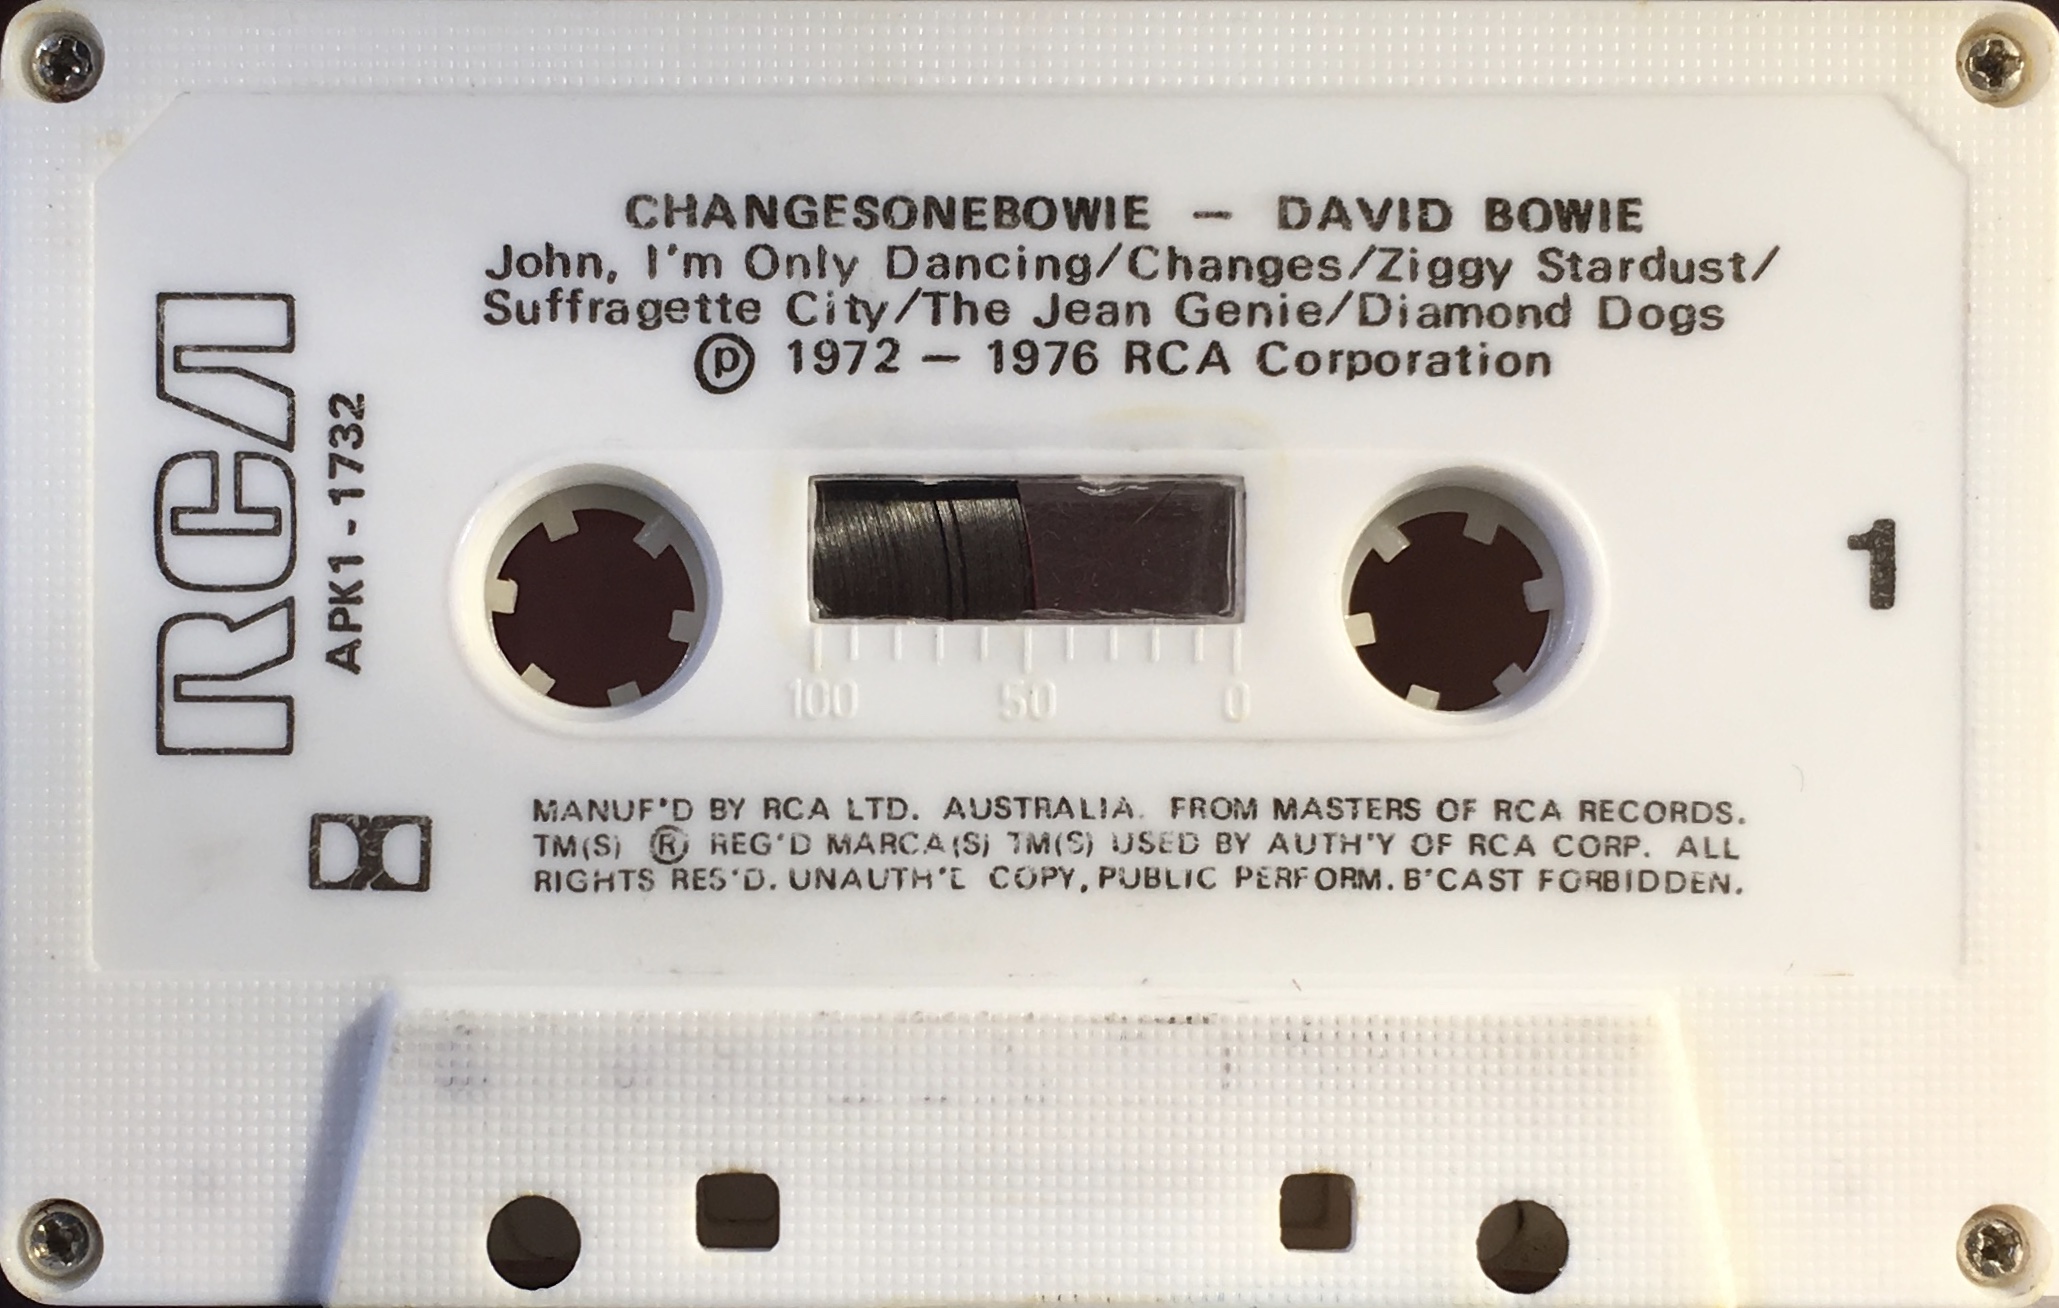 CHANGESONEBOWIE — DAVID BOWIE
John, I'm Only Dancing/Changes/Ziggy Stardust/
Suffragette City/The Jean Genie/Diamond Dogs
℗ 1972 — 1976 RCA Corporation
RCA
APK1-1732
1
100 50 0
MANUF'D BY RCA LTD. AUSTRALIA. FROM MASTERS OF RCA RECORDS.
TM(S) ® REG'D MARCA(S) TM(S) USED BY AUTH'Y OF RCA CORP. ALL
RIGHTS RES'D. UNAUTH'D COPY, PUBLIC PERFORM. B'CAST FORBIDDEN.